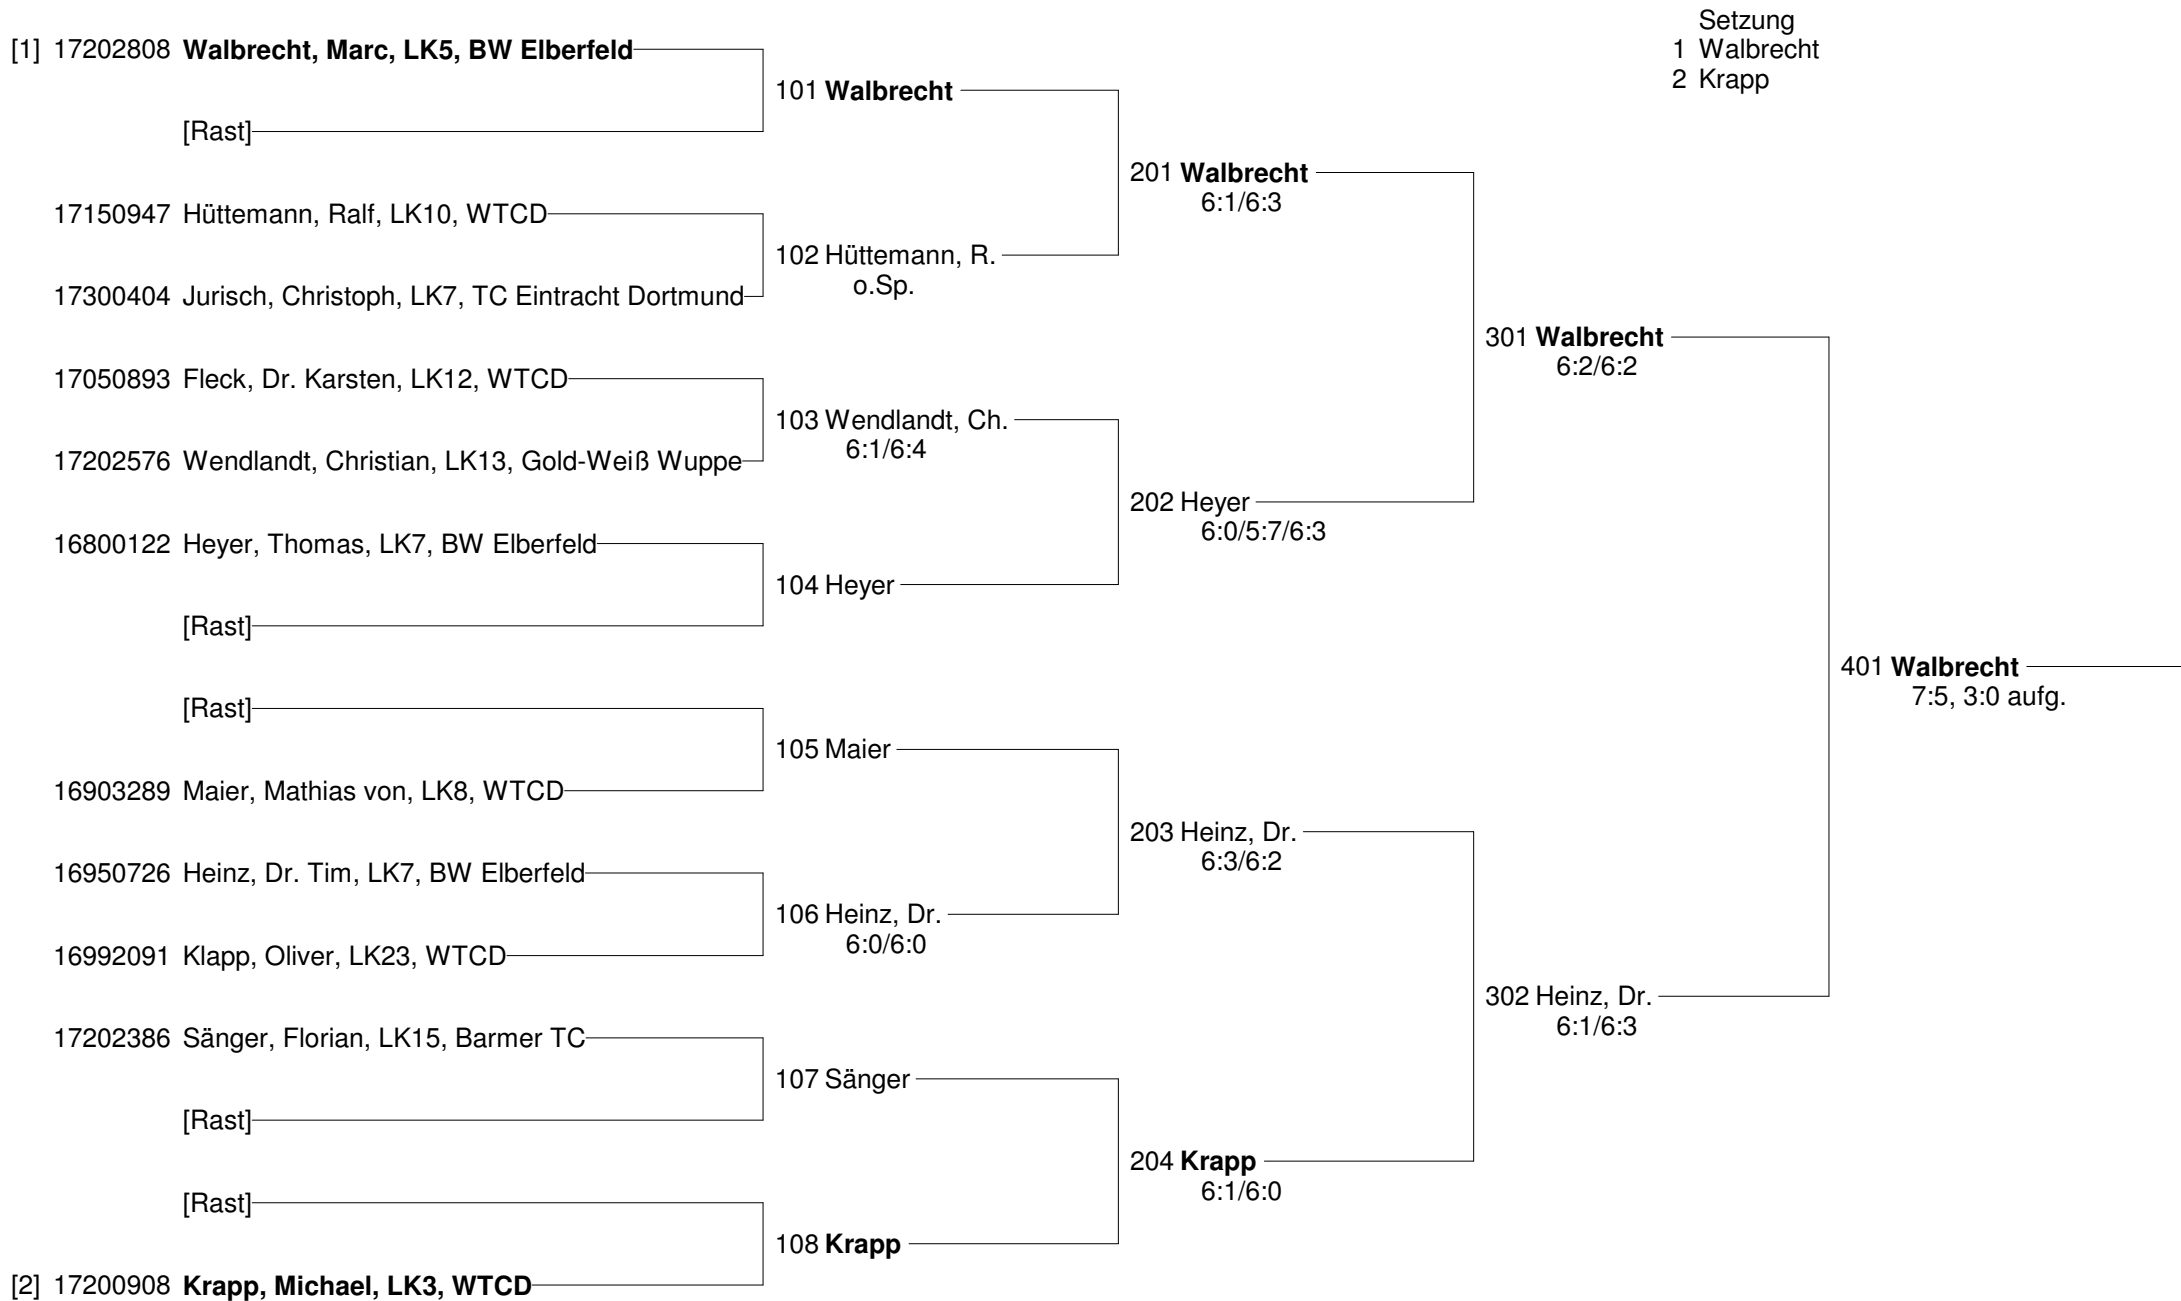 Setzung
1 Walbrecht
2 Krapp
[1] 17202808 Walbrecht, Marc, LK5, BW Elberfeld
[Rast]
17150947 Hüttemann, Ralf, LK10, WTCD
17300404 Jurisch, Christoph, LK7, TC Eintracht Dortmund
17050893 Fleck, Dr. Karsten, LK12, WTCD
17202576 Wendlandt, Christian, LK13, Gold-Weiß Wuppe
16800122 Heyer, Thomas, LK7, BW Elberfeld
[Rast]
[Rast]
16903289 Maier, Mathias von, LK8, WTCD
16950726 Heinz, Dr. Tim, LK7, BW Elberfeld
16992091 Klapp, Oliver, LK23, WTCD
17202386 Sänger, Florian, LK15, Barmer TC
[Rast]
[Rast]
[2] 17200908 Krapp, Michael, LK3, WTCD
101 Walbrecht
102 Hüttemann, R.
o.Sp.
103 Wendlandt, Ch.
6:1/6:4
104 Heyer
105 Maier
106 Heinz, Dr.
6:0/6:0
107 Sänger
108 Krapp
201 Walbrecht
6:1/6:3
202 Heyer
6:0/5:7/6:3
203 Heinz, Dr.
6:3/6:2
204 Krapp
6:1/6:0
301 Walbrecht
6:2/6:2
302 Heinz, Dr.
6:1/6:3
401 Walbrecht
7:5, 3:0 aufg.